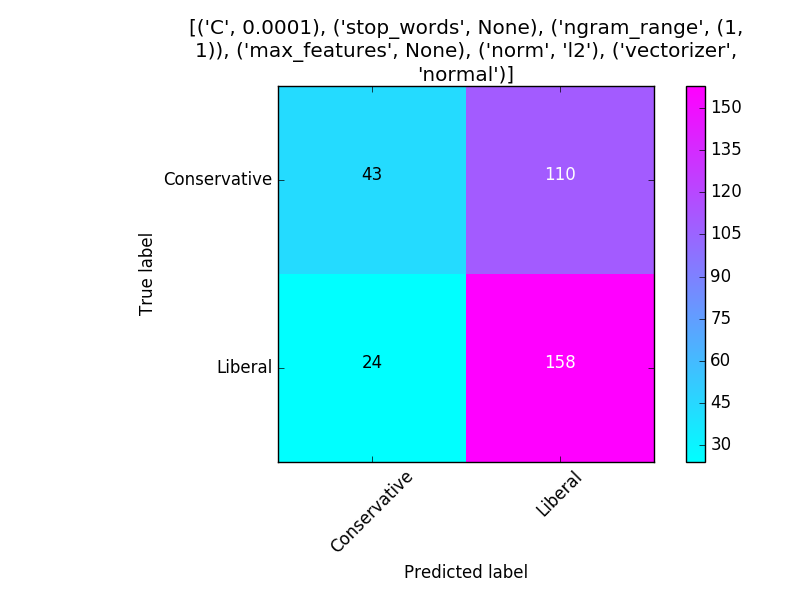 [('C', 0.0001), ('stop_words', None), ('ngram_range', (1,
1)), ('max_features', None), ('norm', 'l2'), ('vectorizer',
'normal')]
Conservative
Liberal
True label
43
110
24
158
Conservative
Liberal
Predicted label
150
135
120
105
90
75
60
45
30